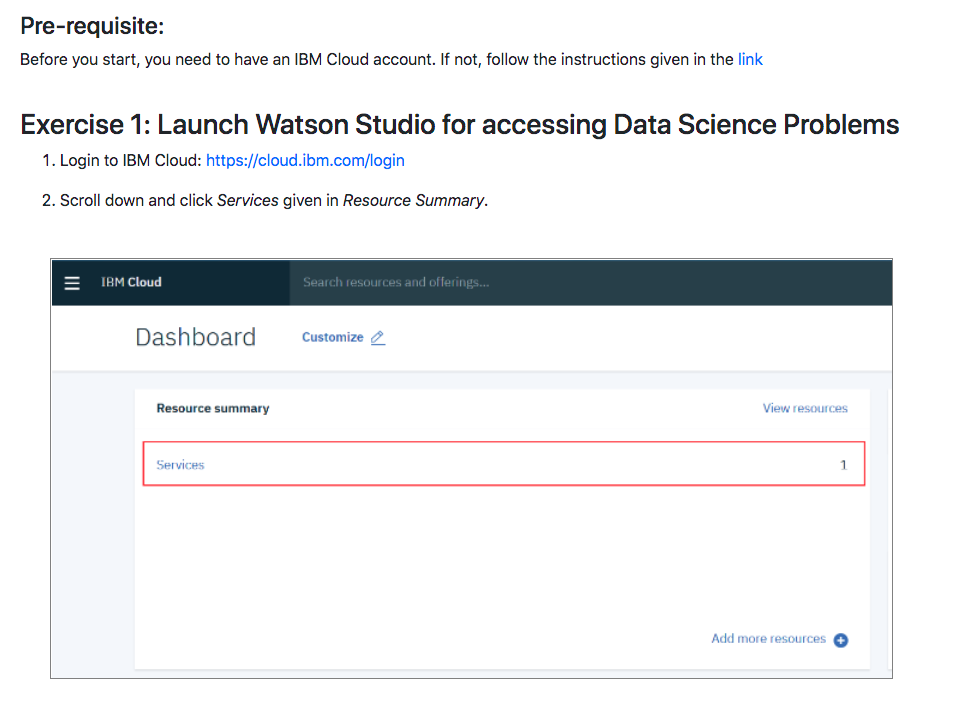 Pre-requisite:
Before you start, you need to have an IBM Cloud account. If not, follow the instructions given in the link
Exercise 1: Launch Watson Studio for accessing Data Science Problems
1. Login to IBM Cloud: https://cloud.ibm.com/login
2. Scroll down and click Services given in Resource Summary.
IBM Cloud Search resources and offerings...
Dashboard Customize
Resource summary View resources
Services 1
Add more resources